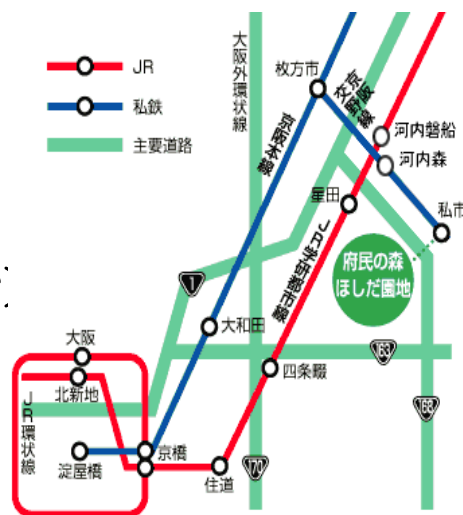 JR
私鉄
主要道路
大阪外環状線
枚方市
京阪本線
京阪
交野線
河内磐船
河内森
星田
私市
JR学研都市線
府民の森
ほしだ園地
1
大和田
大阪
163
北新地
四条畷
JR環状線
168
京橋
淀屋橋
住道
170